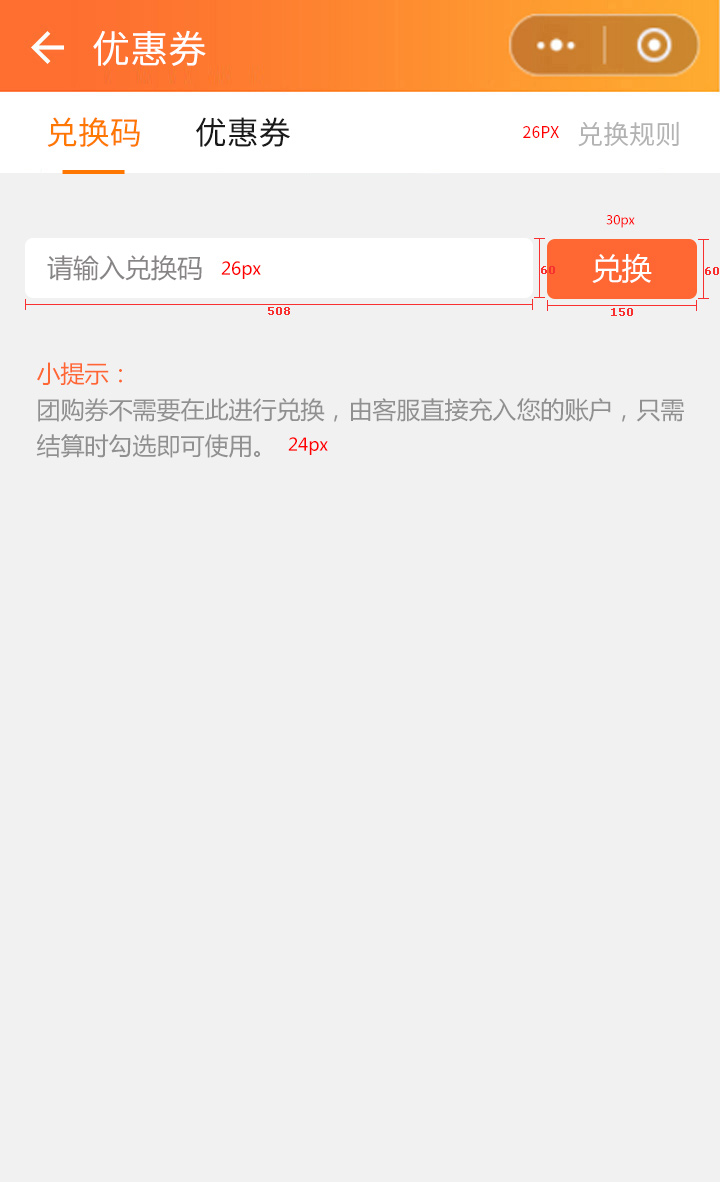 优惠券
兑换码 优惠券 26PX 兑换规则
30px
请输入兑换码 26px 60 兑换 60
508 150
小提示：
团购券不需要在此进行兑换，由客服直接充入您的账户，只需
结算时勾选即可使用。 24px